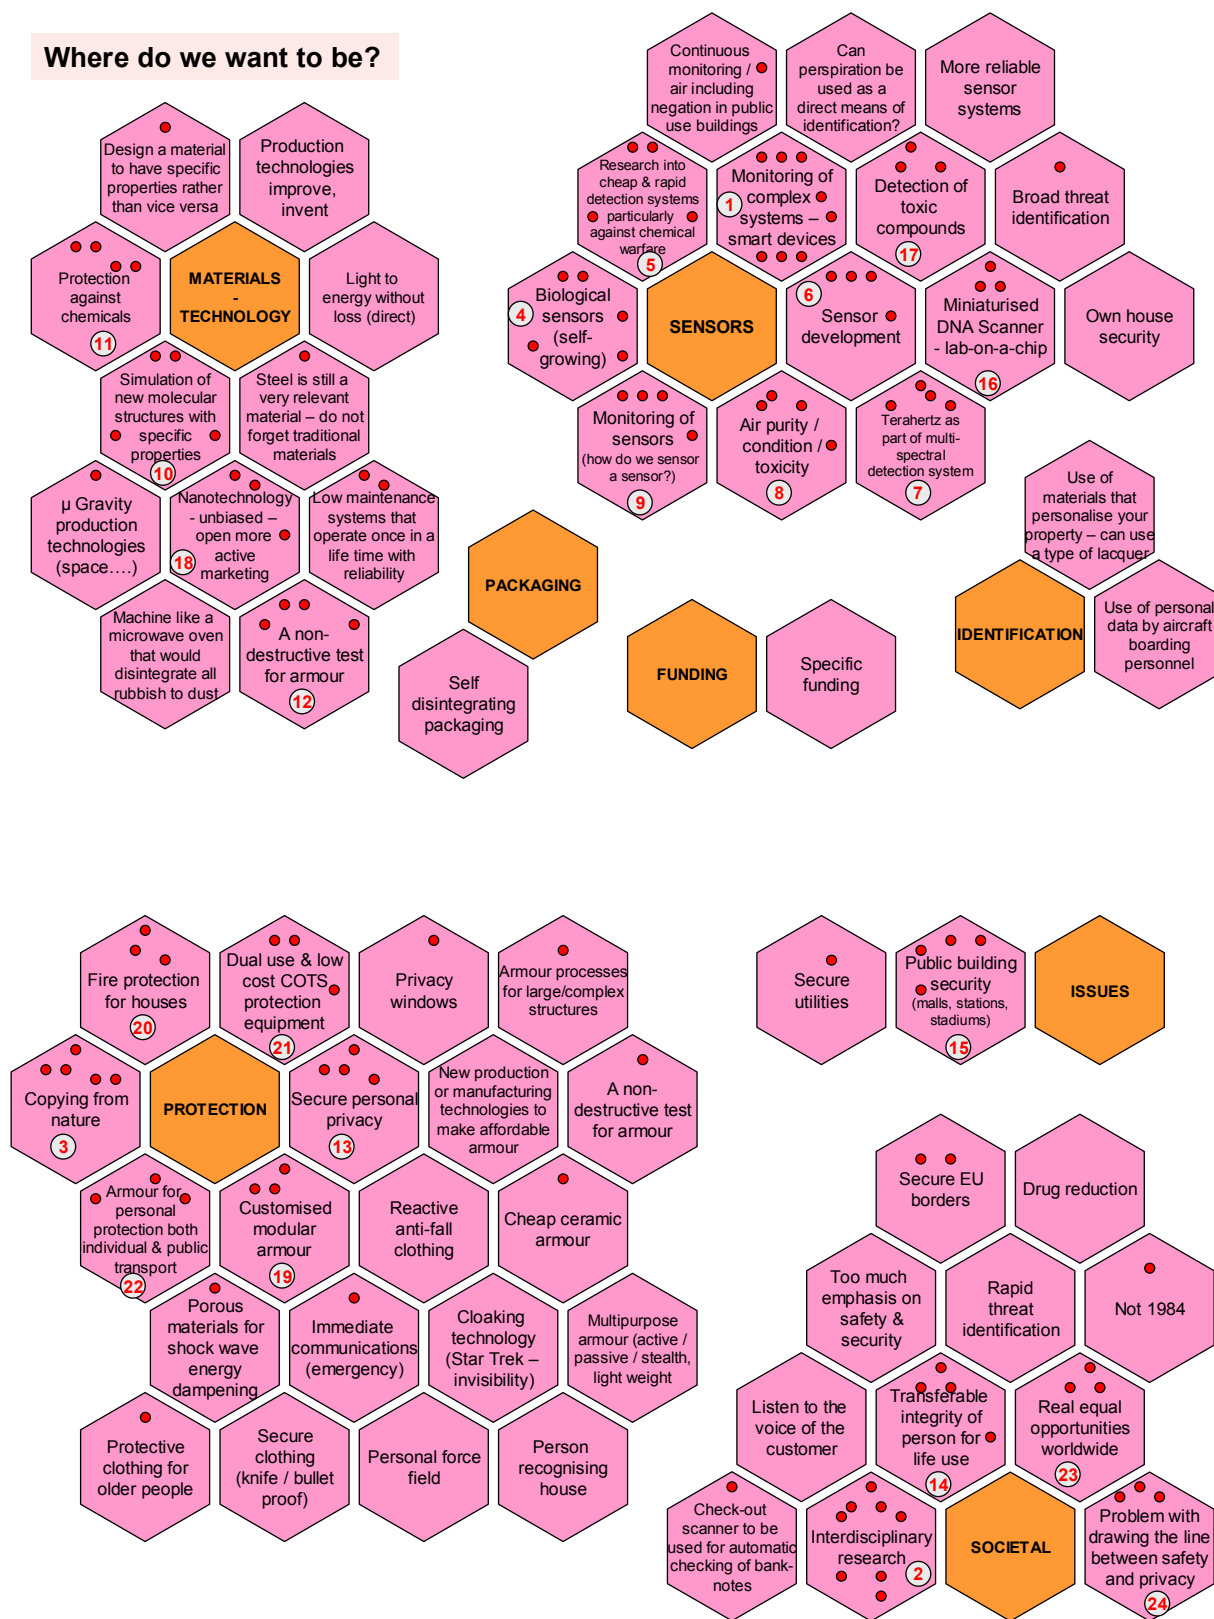 Where do we want to be?
Design a material
to have specific
properties rather
than vice versa
Production
technologies
improve,
invent
Protection
against
chemicals
11
MATERIALS
-
TECHNOLOGY
Light to
energy without
loss (direct)
Simulation of
new molecular
structures with
specific
properties
10
Steel is still a
very relevant
material – do not
forget traditional
materials
µ Gravity
production
technologies
(space….)
Nanotechnology
- unbiased –
open more
active
marketing
18
Low maintenance
systems that
operate once in a
life time with
reliability
Machine like a
microwave oven
that would
disintegrate all
rubbish to dust
A non-
destructive test
for armour
12
Continuous
monitoring /
air including
negation in public
use buildings
Can
perspiration be
used as a
direct means of
identification?
More reliable
sensor
systems
Research into
cheap & rapid
detection systems
particularly
against chemical
warfare
5
Monitoring of
complex
systems –
smart devices
1
Detection of
toxic
compounds
17
Broad threat
identification
4
Biological
sensors
(self-
growing)
SENSORS
6
Sensor
development
Miniaturised
DNA Scanner
- lab-on-a-chip
16
Own house
security
Monitoring of
sensors
(how do we sensor
a sensor?)
9
Air purity /
condition /
toxicity
8
Terahertz as
part of multi-
spectral
detection system
7
PACKAGING
Self
disintegrating
packaging
FUNDING
Specific
funding
Use of
materials that
personalise your
property – can use
a type of lacquer
IDENTIFICATION
Use of personal
data by aircraft
boarding
personnel
Fire protection
for houses
20
Dual use & low
cost COTS
protection
equipment
21
Privacy
windows
Armour processes
for large/complex
structures
Copying from
nature
3
PROTECTION
Secure personal
privacy
13
New production
or manufacturing
technologies to
make affordable
armour
A non-
destructive test
for armour
Armour for
personal
protection both
individual & public
transport
22
Customised
modular
armour
19
Reactive
anti-fall
clothing
Cheap ceramic
armour
Porous
materials for
shock wave
energy
dampening
Immediate
communications
(emergency)
Cloaking
technology
(Star Trek –
invisibility)
Multipurpose
armour (active /
passive / stealth,
light weight
Protective
clothing for
older people
Secure
clothing
(knife / bullet
proof)
Personal force
field
Person
recognising
house
Secure
utilities
Public building
security
(malls, stations,
stadiums)
15
ISSUES
Secure EU
borders
Drug reduction
Too much
emphasis on
safety &
security
Rapid
threat
identification
Not 1984
Listen to the
voice of the
customer
Transferable
integrity of
person for
life use
14
Real equal
opportunities
worldwide
23
Check-out
scanner to be
used for automatic
checking of bank-
notes
Interdisciplinary
research
2
SOCIETAL
Problem with
drawing the line
between safety
and privacy
24